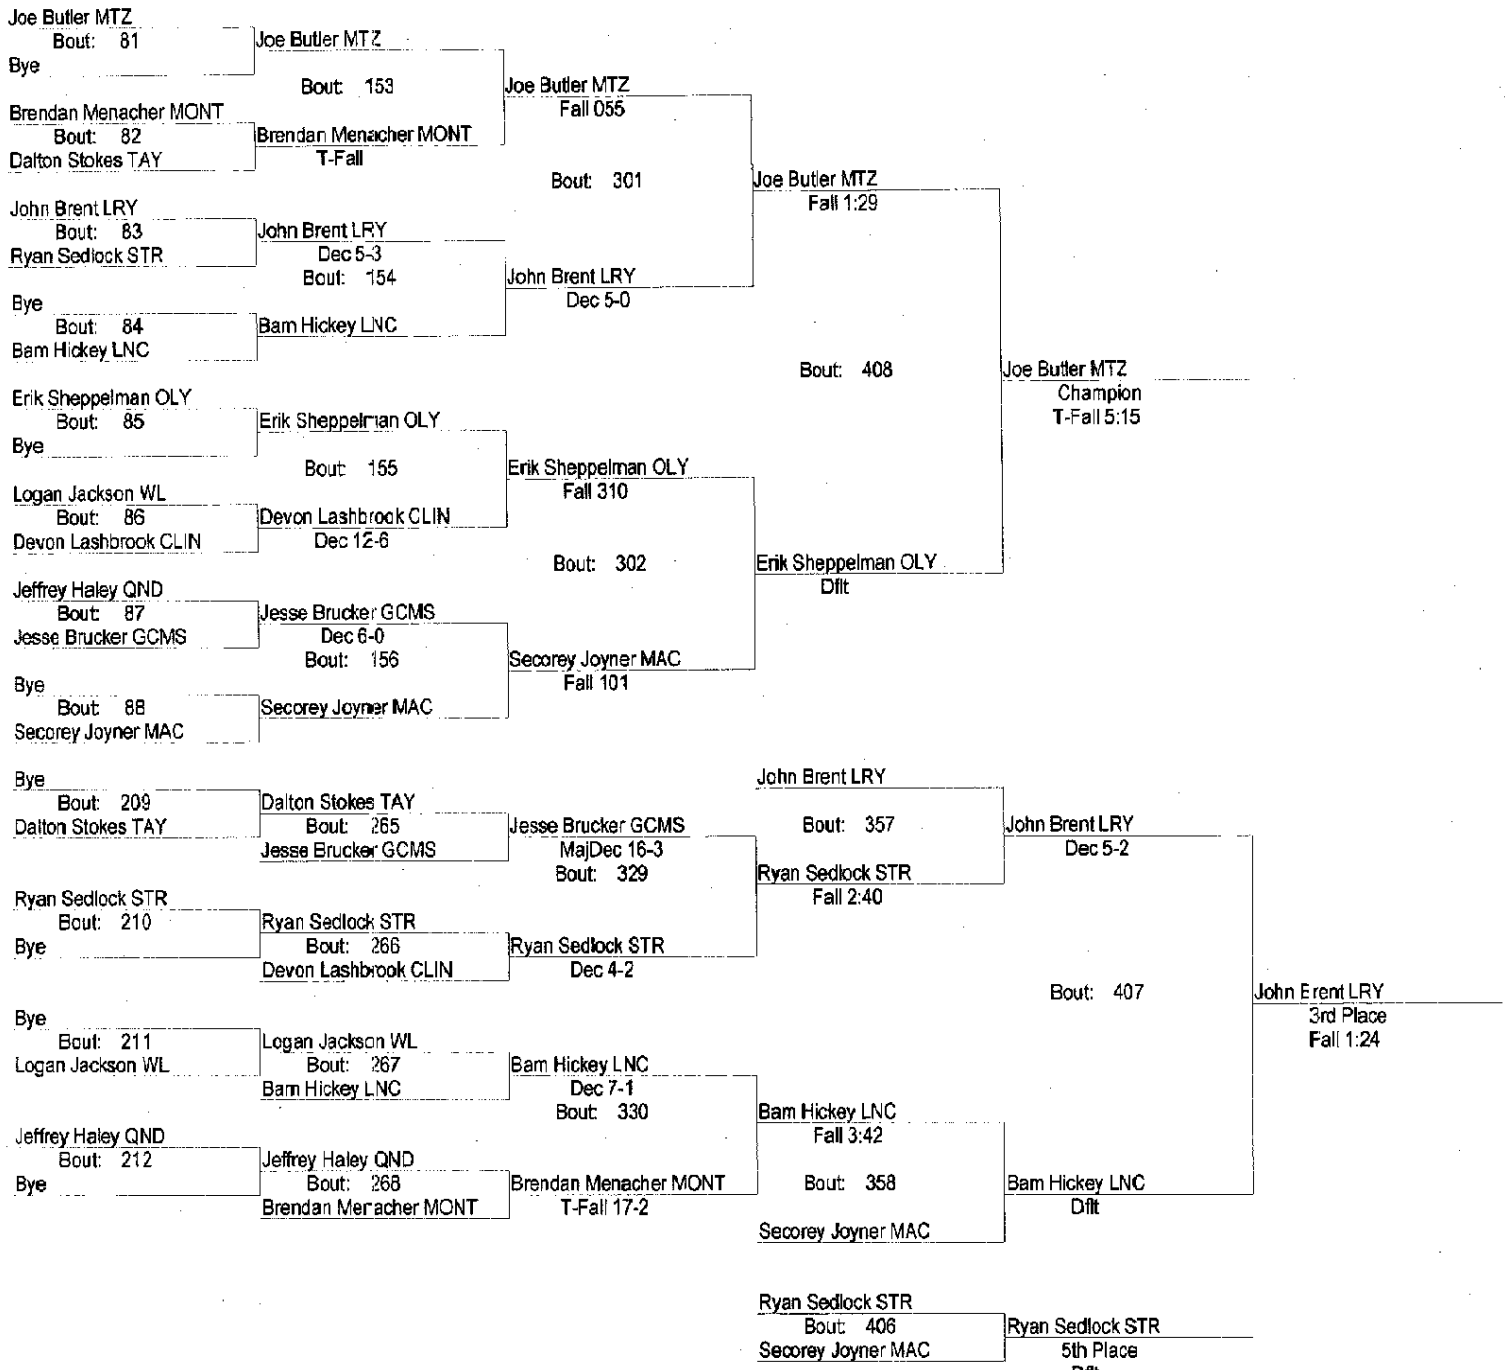 Joe Butler MTZ
Bout: 81
Bye
Joe Butler MTZ
Bout: 153
Brendan Menacher MONT
Bout: 82
Dalton Stokes TAY
Brendan Menacher MONT
T-Fall
Joe Butler MTZ
Fall 055
Bout: 301
John Brent LRY
Bout: 83
Ryan Sedlock STR
John Brent LRY
Dec 5-3
Bout: 154
Bye
Bout: 84
Bam Hickey LNC
Bam Hickey LNC
John Brent LRY
Dec 5-0
Joe Butler MTZ
Fall 1:29
Bout: 408
Erik Sheppelman OLY
Bout: 85
Bye
Erik Sheppelman OLY
Bout: 155
Logan Jackson WL
Bout: 86
Devon Lashbrook CLIN
Devon Lashbrook CLIN
Dec 12-6
Erik Sheppelman OLY
Fall 310
Bout: 302
Jeffrey Haley QND
Bout: 87
Jesse Brucker GCMS
Jesse Brucker GCMS
Dec 6-0
Bout: 156
Bye
Bout: 88
Secorey Joyner MAC
Secorey Joyner MAC
Secorey Joyner MAC
Fall 101
Erik Sheppelman OLY
Dflt
Joe Butler MTZ
Champion
T-Fall 5:15
Bye
Bout: 209
Dalton Stokes TAY
Dalton Stokes TAY
Bout: 265
Jesse Brucker GCMS
Jesse Brucker GCMS
MajDec 16-3
Bout: 329
Ryan Sedlock STR
Bout: 210
Bye
Ryan Sedlock STR
Bout: 266
Devon Lashbrook CLIN
Ryan Sedlock STR
Dec 4-2
John Brent LRY
Bout: 357
Ryan Sedlock STR
Fall 2:40
John Brent LRY
Dec 5-2
Bout: 407
Bye
Bout: 211
Logan Jackson WL
Logan Jackson WL
Bout: 267
Bam Hickey LNC
Bam Hickey LNC
Dec 7-1
Bout: 330
Jeffrey Haley QND
Bout: 212
Bye
Jeffrey Haley QND
Bout: 268
Brendan Menacher MONT
Brendan Menacher MONT
T-Fall 17-2
Bam Hickey LNC
Fall 3:42
Bout: 358
Secorey Joyner MAC
Bam Hickey LNC
Dflt
John Brent LRY
3rd Place
Fall 1:24
Ryan Sedlock STR
Bout: 406
Secorey Joyner MAC
Ryan Sedlock STR
5th Place